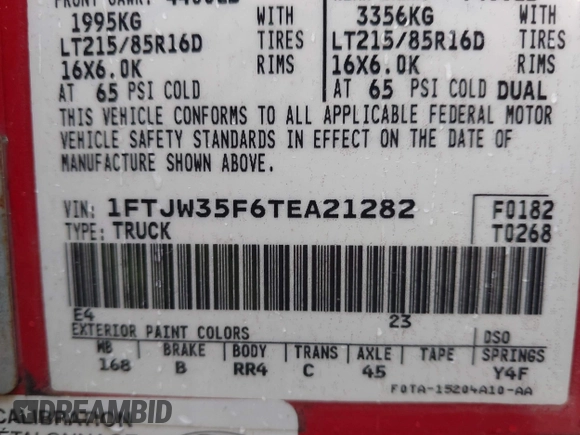 1995KG WITH 3356KG WITH
LT215/85R16D TIRES LT215/85R16D TIRES
16X6.0K RIMS 16X6.0K RIMS
AT 65 PSI COLD AT 65 PSI COLD DUAL
THIS VEHICLE CONFORMS TO ALL APPLICABLE FEDERAL MOTOR
VEHICLE SAFETY STANDARDS IN EFFECT ON THE DATE OF
MANUFACTURE SHOWN ABOVE.
VIN: 1FTJW35F6TEA21282 F0182
TYPE: TRUCK T0268
E4 23
EXTERIOR PAINT COLORS DSO
WB BRAKE BODY TRANS AXLE TAPE SPRINGS
168 B RR4 C 45 Y4F
F0TA-15204A10-AA
DREAMBID
CALIBRATION